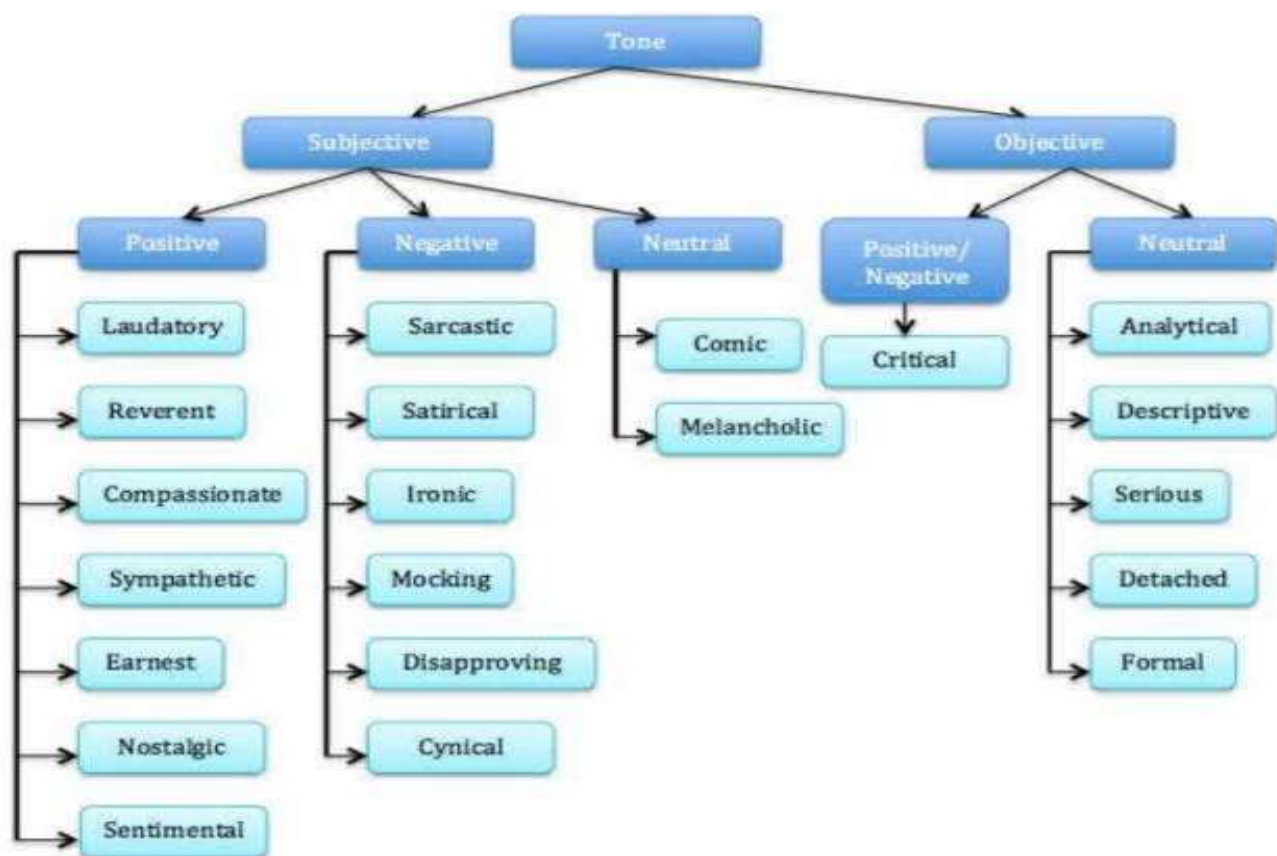 Tone
Subjective
Objective
Positive
Negative
Neutral
Positive/
Negative
Neutral
Laudatory
Reverent
Compassionate
Sympathetic
Earnest
Nostalgic
Sentimental
Sarcastic
Satirical
Ironic
Mocking
Disapproving
Cynical
Comic
Melancholic
Critical
Analytical
Descriptive
Serious
Detached
Formal